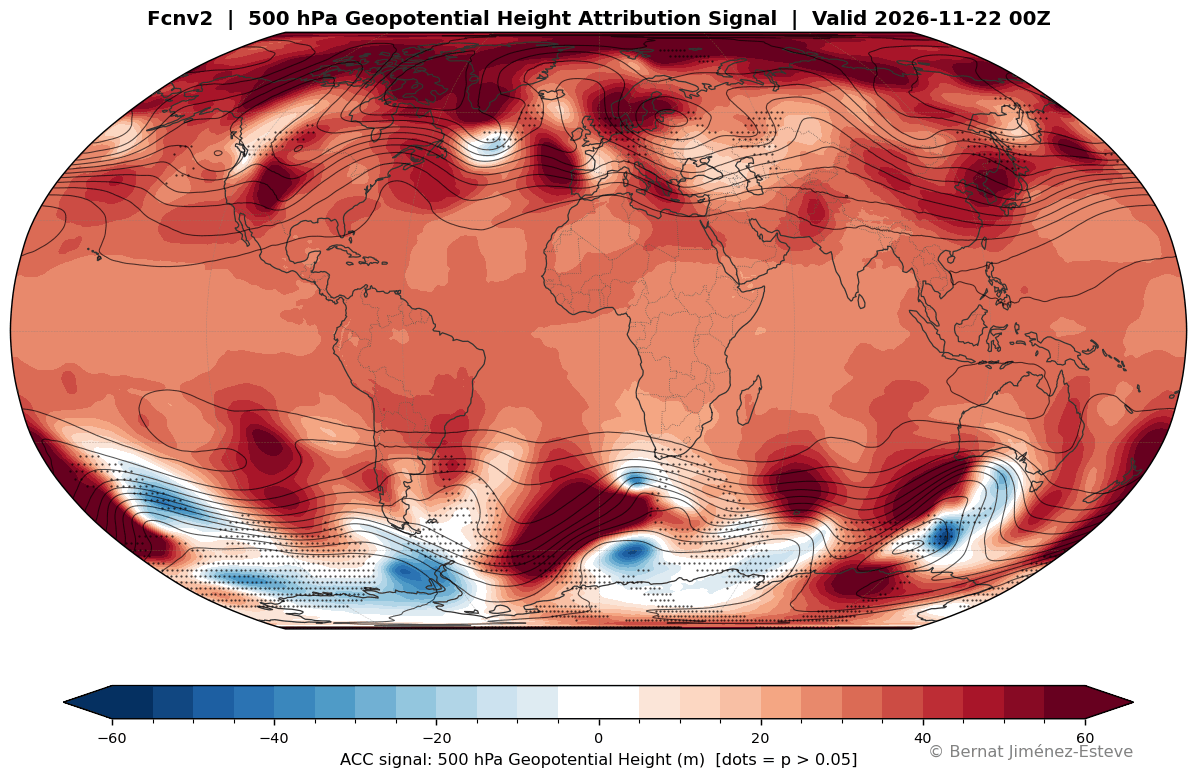 Fcnv2 | 500 hPa Geopotential Height Attribution Signal | Valid 2026-11-22 00Z
−60 −40 −20 0 20 40 60
ACC signal: 500 hPa Geopotential Height (m) [dots = p > 0.05]
© Bernat Jiménez-Esteve